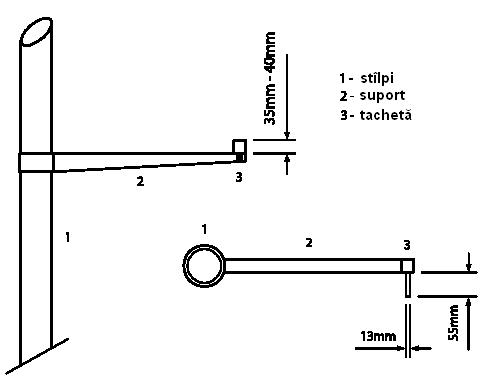 35mm - 40mm
1 - stîlpi
2 - suport
3 - tachetă
2
3
1
1
2
3
13mm
55mm